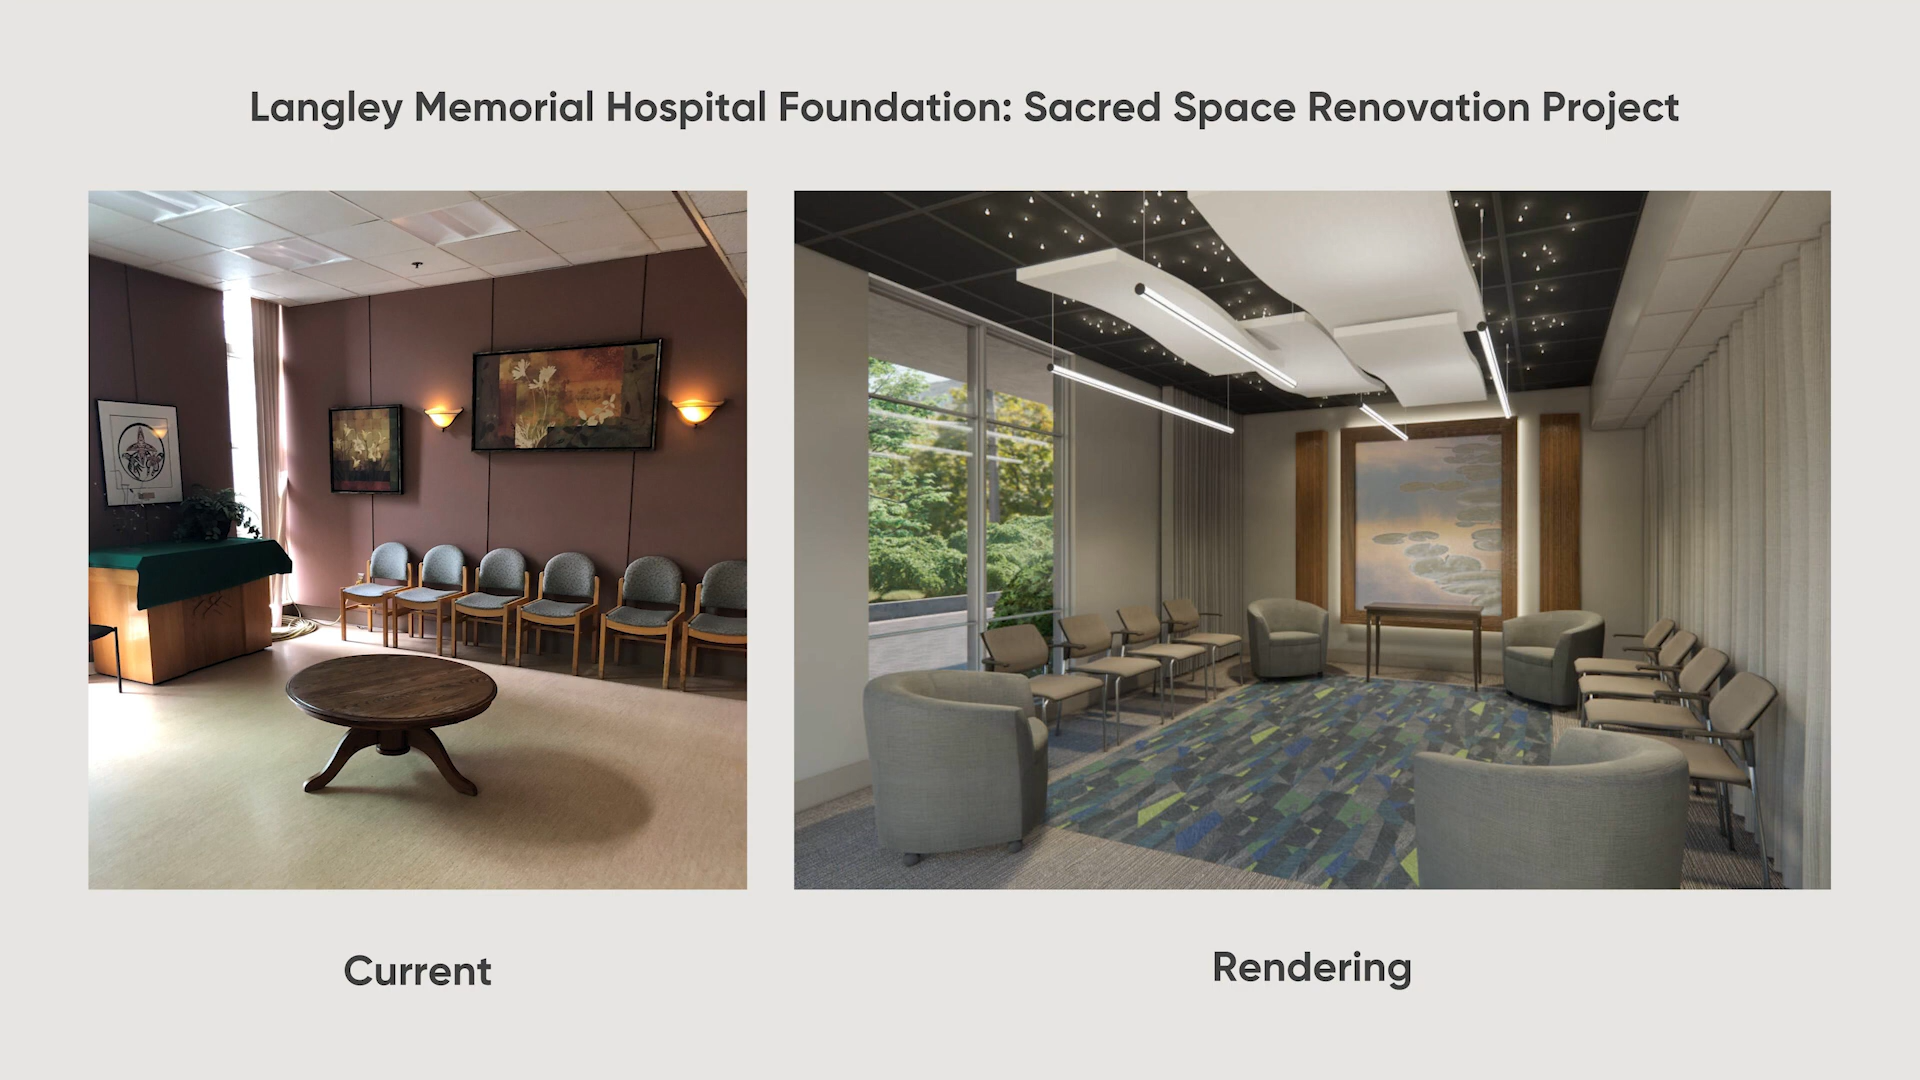 Langley Memorial Hospital Foundation: Sacred Space Renovation Project
Current
Rendering